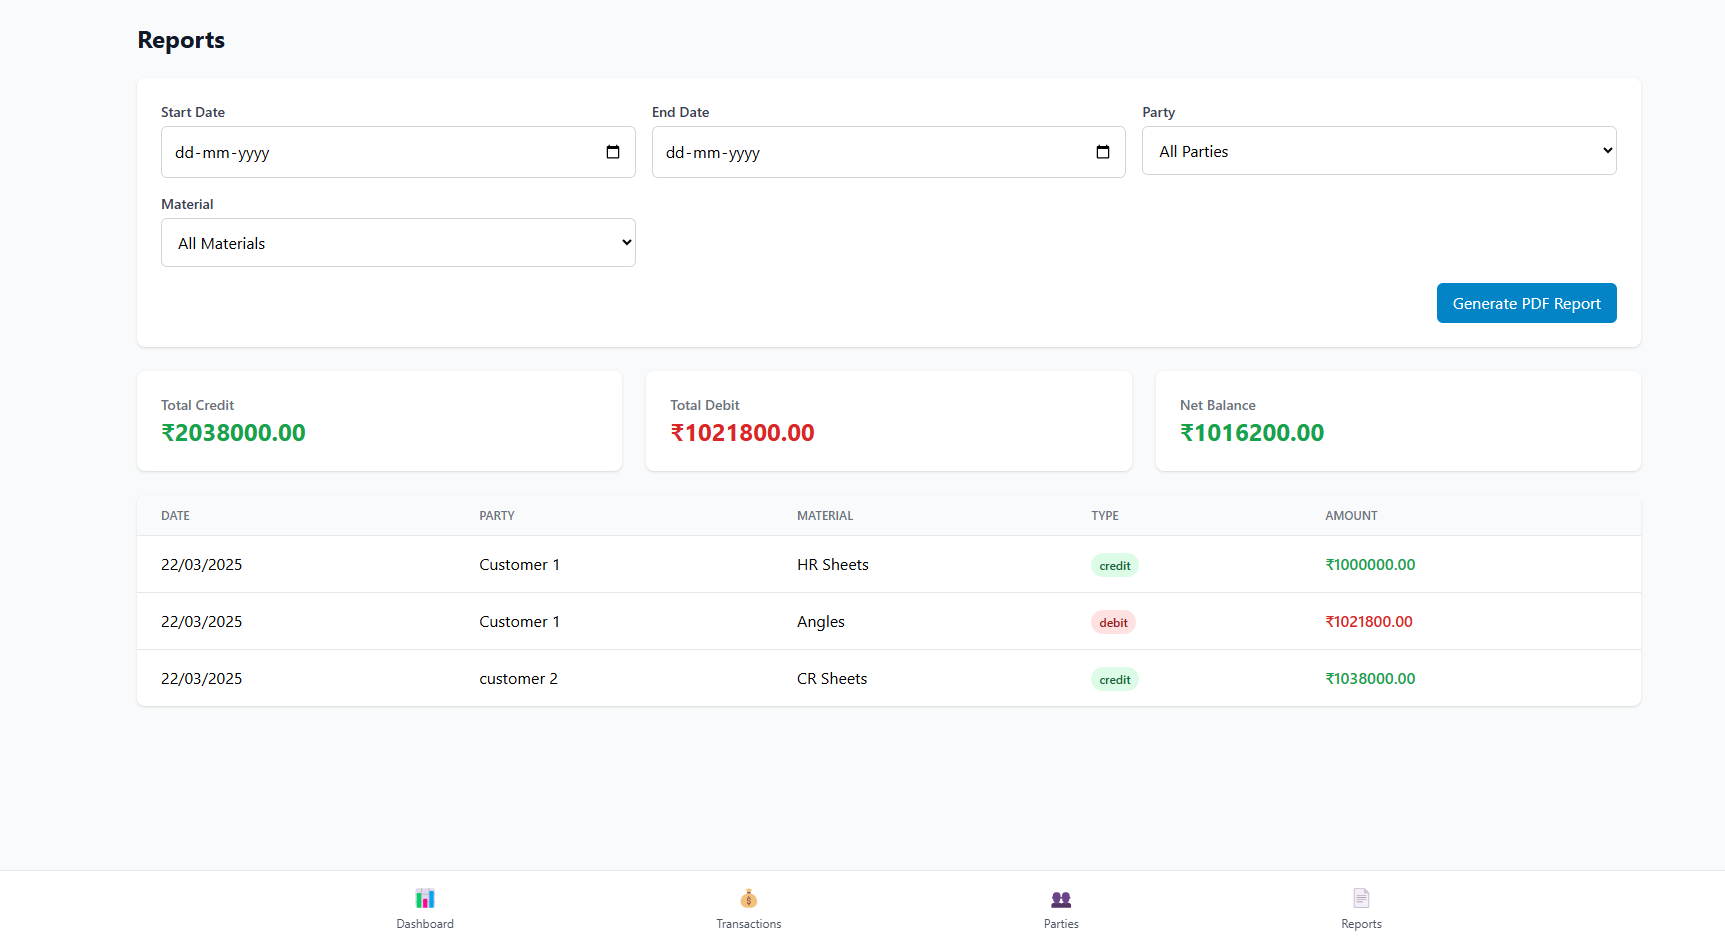 Reports
Start Date End Date Party
dd-mm-yyyy dd-mm-yyyy All Parties
Material
All Materials
Generate PDF Report
Total Credit Total Debit Net Balance
₹2038000.00 ₹1021800.00 ₹1016200.00
DATE PARTY MATERIAL TYPE AMOUNT
22/03/2025 Customer 1 HR Sheets credit ₹1000000.00
22/03/2025 Customer 1 Angles debit ₹1021800.00
22/03/2025 customer 2 CR Sheets credit ₹1038000.00
Dashboard Transactions Parties Reports